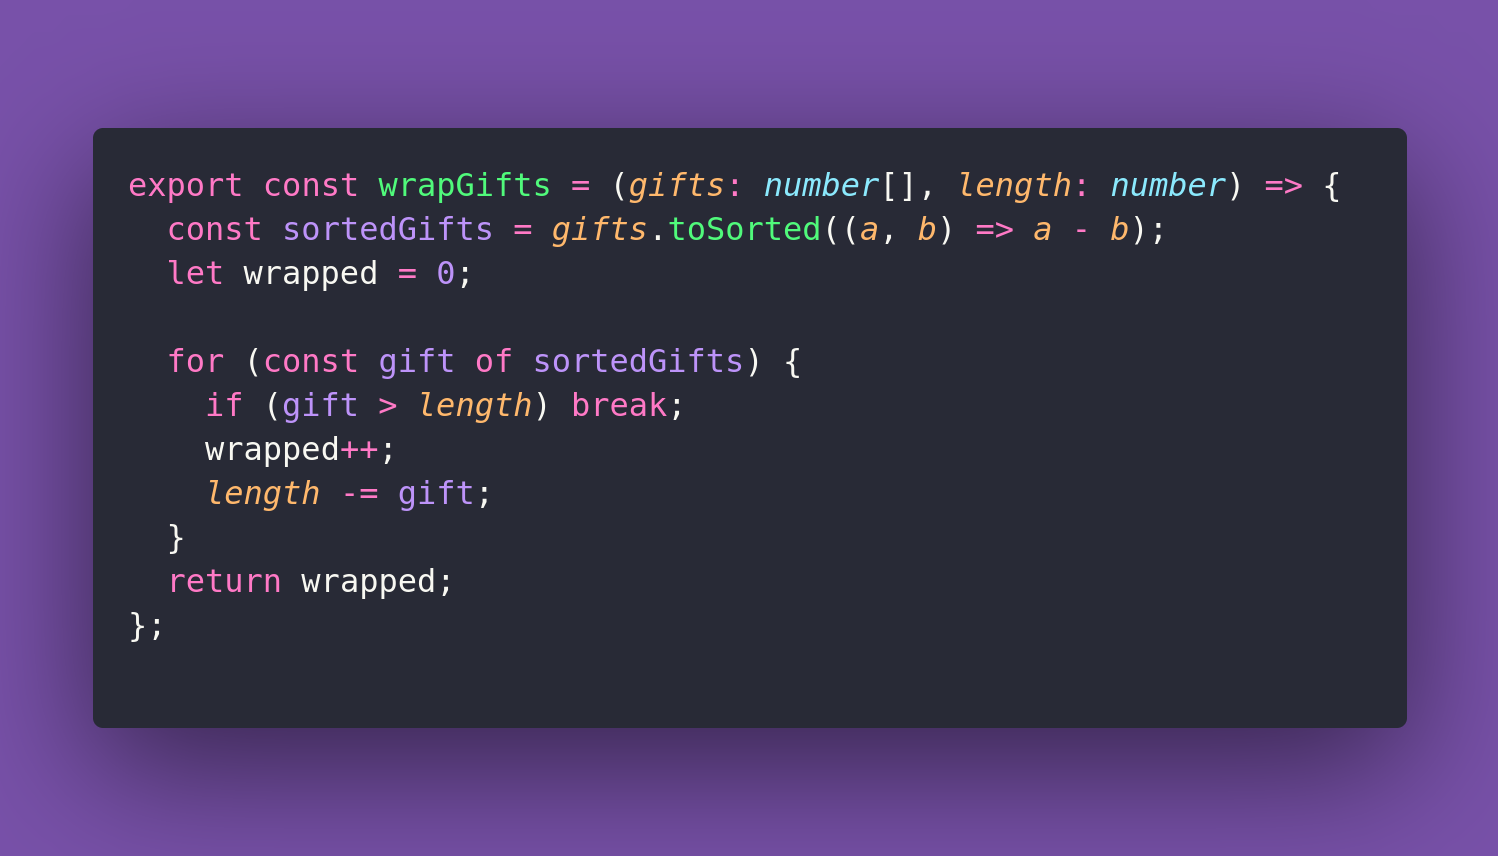 export const wrapGifts = (gifts: number[], length: number) => {
  const sortedGifts = gifts.toSorted((a, b) => a - b);
  let wrapped = 0;

  for (const gift of sortedGifts) {
    if (gift > length) break;
    wrapped++;
    length -= gift;
  }
  return wrapped;
};